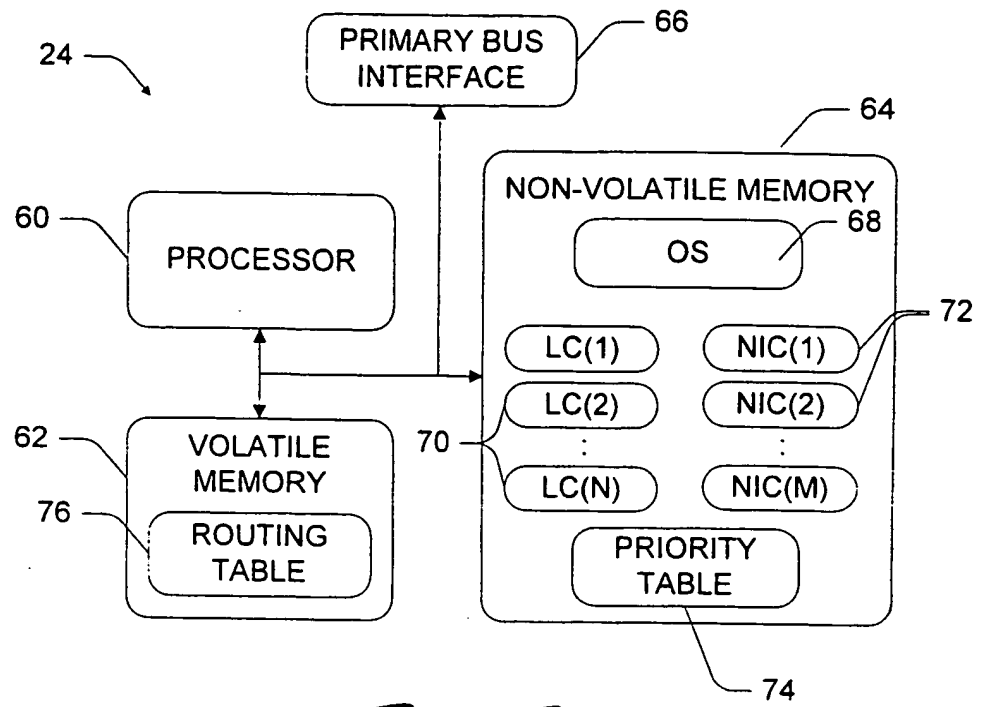 PRIMARY BUS
INTERFACE
66
24
64
NON-VOLATILE MEMORY
60
PROCESSOR
68
OS
72
LC(1)
NIC(1)
LC(2)
NIC(2)
70
62
VOLATILE
MEMORY
LC(N)
NIC(M)
76
ROUTING
TABLE
PRIORITY
TABLE
74